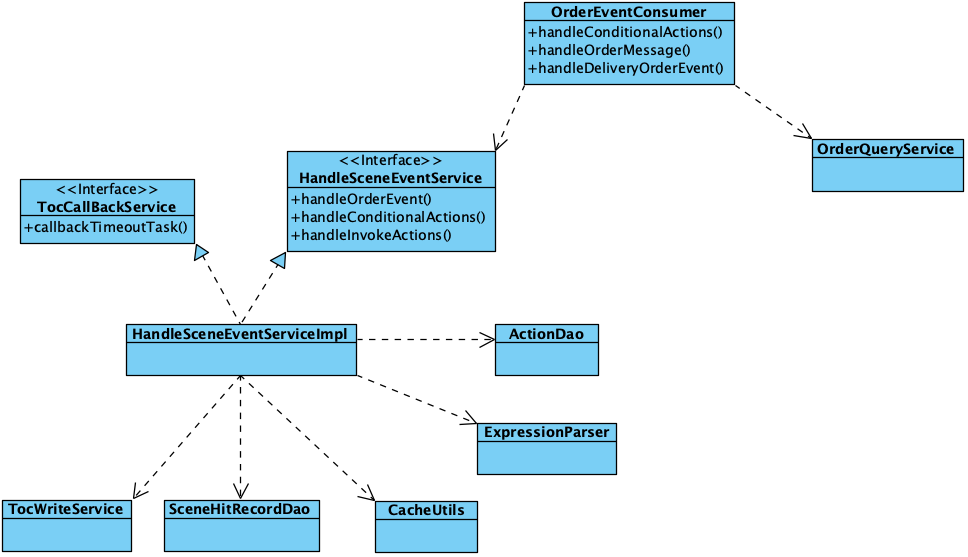 OrderEventConsumer
+handleConditionalActions()
+handleOrderMessage()
+handleDeliveryOrderEvent()
OrderQueryService
<<Interface>>
HandleSceneEventService
+handleOrderEvent()
+handleConditionalActions()
+handleInvokeActions()
<<Interface>>
TocCallBackService
+callbackTimeoutTask()
HandleSceneEventServiceImpl
ActionDao
ExpressionParser
TocWriteService
SceneHitRecordDao
CacheUtils